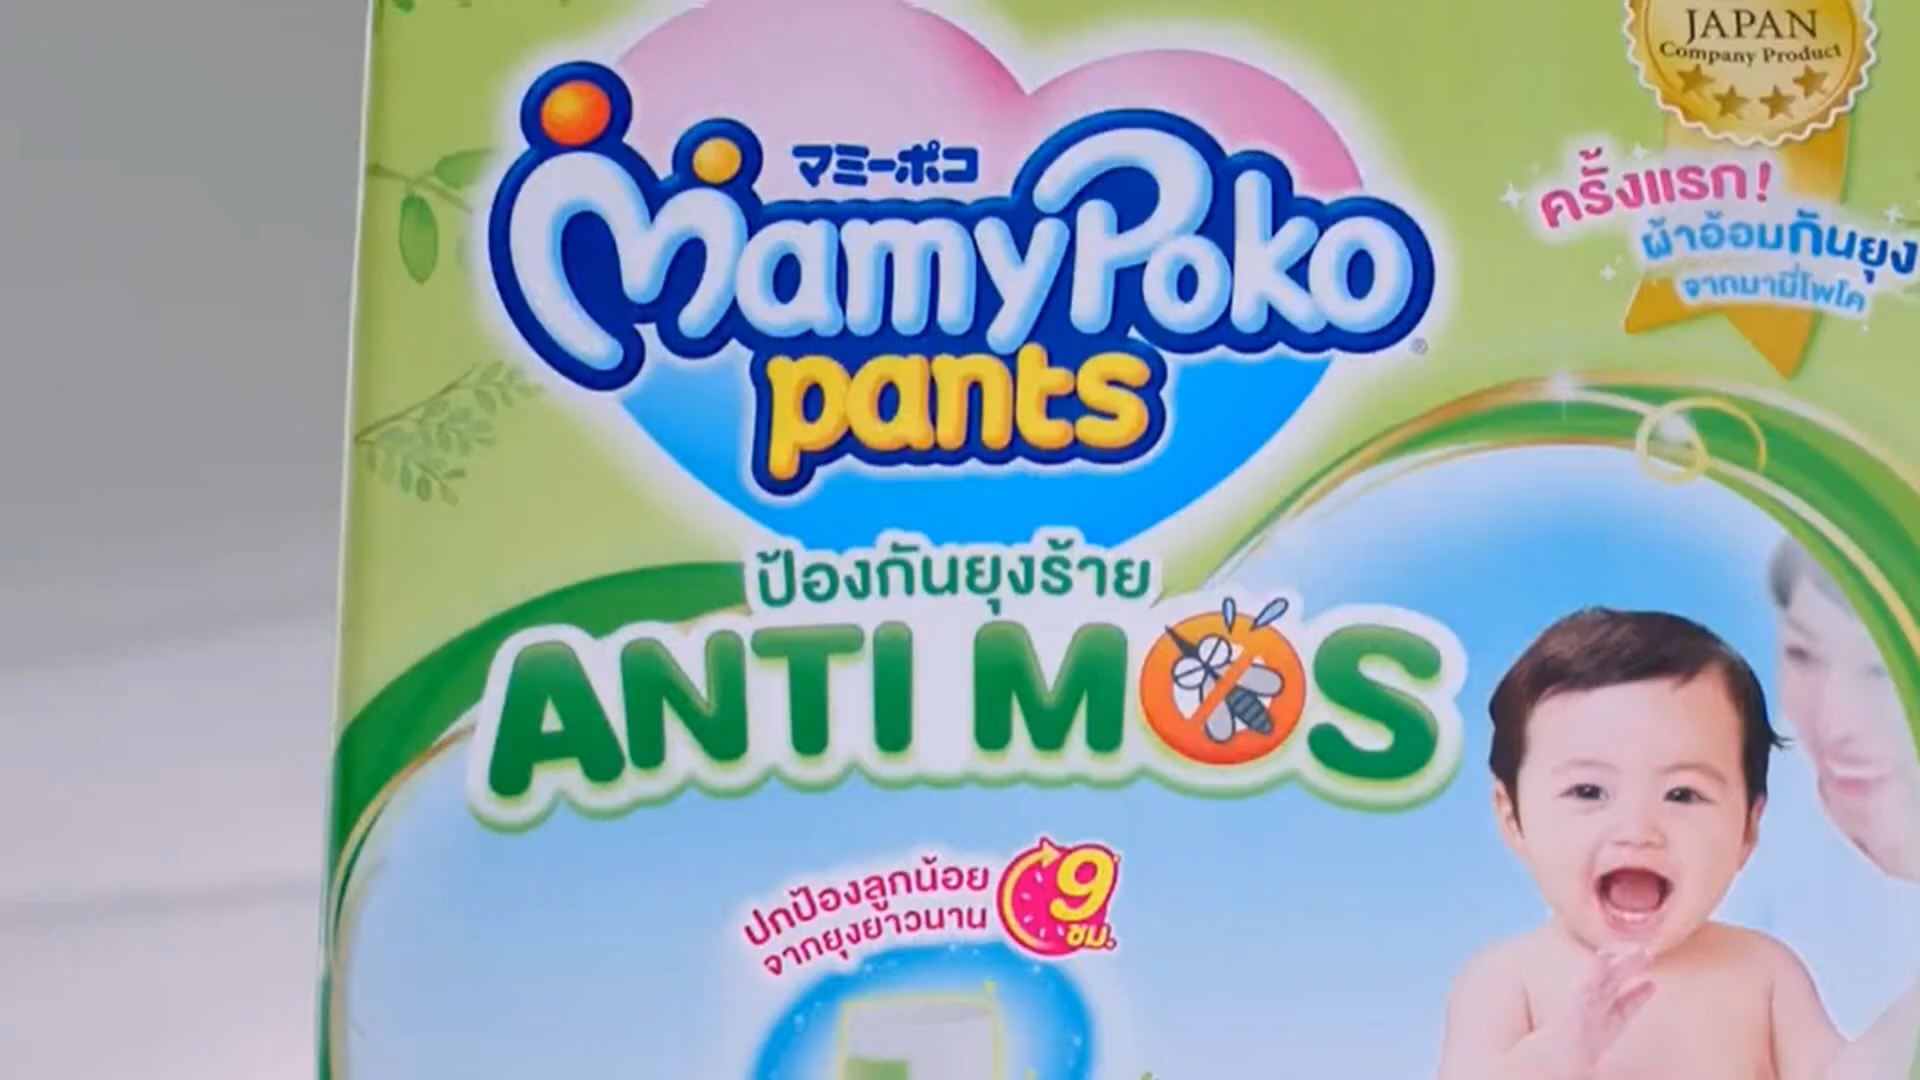 JAPAN
Company Product
マミーポコ
MamyPoko
pants
ครั้งแรก!
ผ้าอ้อมกันยุง
จากมามี่โพโค
ป้องกันยุงร้าย
ANTI MOS
ปกป้องลูกน้อย
จากยุงยาวนาน
9
ชม.